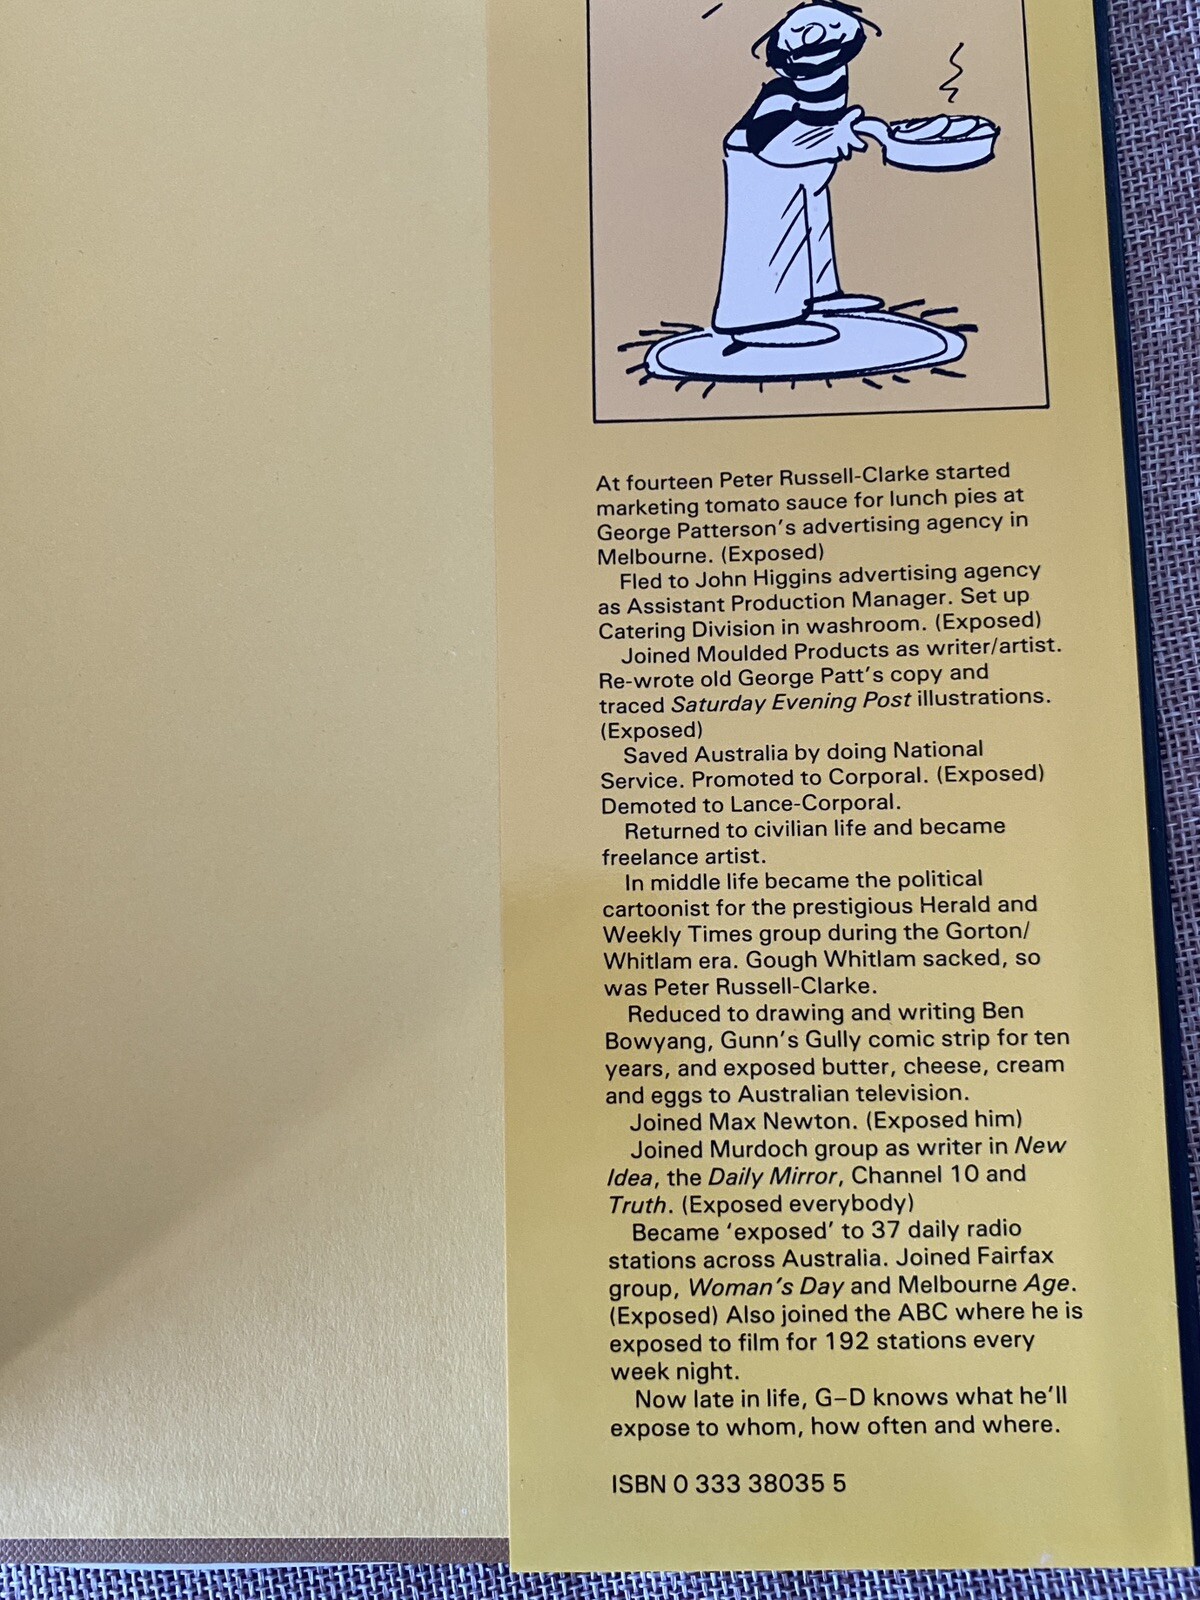 At fourteen Peter Russell-Clarke started
marketing tomato sauce for lunch pies at
George Patterson's advertising agency in
Melbourne. (Exposed)
Fled to John Higgins advertising agency
as Assistant Production Manager. Set up
Catering Division in washroom. (Exposed)
Joined Moulded Products as writer/artist.
Re-wrote old George Patt's copy and
traced Saturday Evening Post illustrations.
(Exposed)
Saved Australia by doing National
Service. Promoted to Corporal. (Exposed)
Demoted to Lance-Corporal.
Returned to civilian life and became
freelance artist.
In middle life became the political
cartoonist for the prestigious Herald and
Weekly Times group during the Gorton/
Whitlam era. Gough Whitlam sacked, so
was Peter Russell-Clarke.
Reduced to drawing and writing Ben
Bowyang, Gunn's Gully comic strip for ten
years, and exposed butter, cheese, cream
and eggs to Australian television.
Joined Max Newton. (Exposed him)
Joined Murdoch group as writer in New
Idea, the Daily Mirror, Channel 10 and
Truth. (Exposed everybody)
Became 'exposed' to 37 daily radio
stations across Australia. Joined Fairfax
group, Woman's Day and Melbourne Age.
(Exposed) Also joined the ABC where he is
exposed to film for 192 stations every
week night.
Now late in life, G–D knows what he'll
expose to whom, how often and where.
ISBN 0 333 38035 5